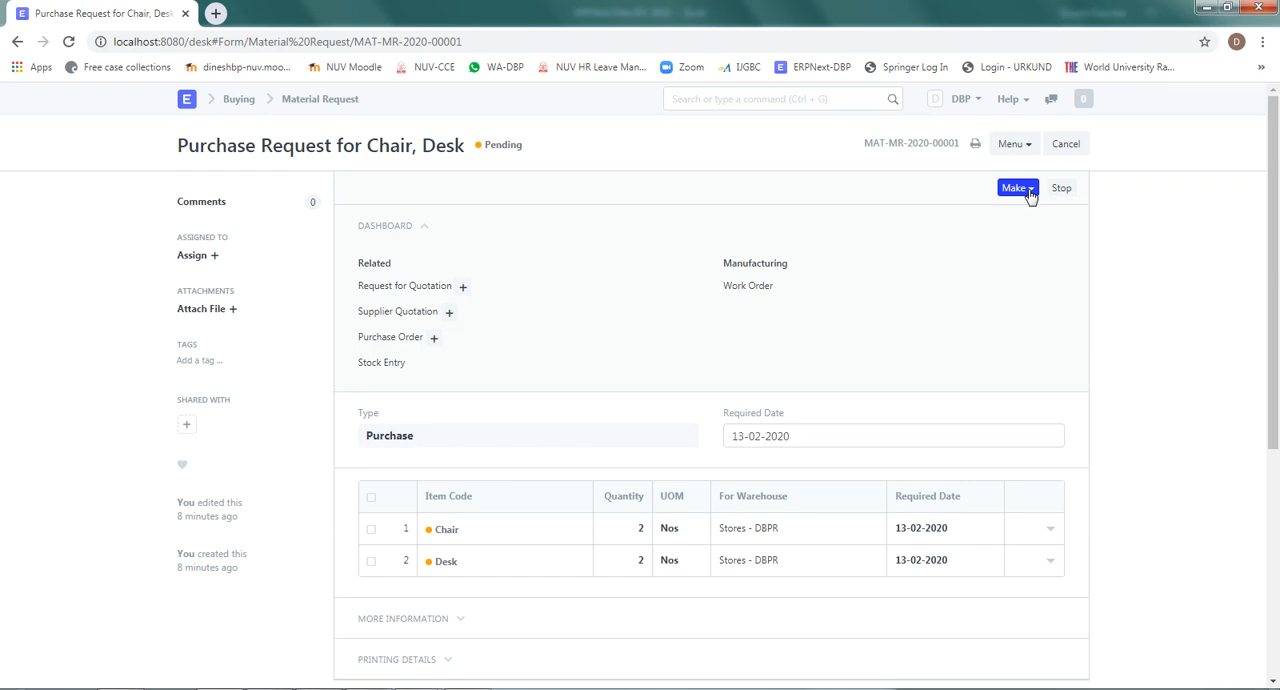 E Purchase Request for Chair, Desk
localhost:8080/desk#Form/Material%20Request/MAT-MR-2020-00001 D
Apps Free case collections dineshbp-nuv.moo... NUV Moodle NUV-CCE WA-DBP NUV HR Leave Man... Zoom IJGBC E ERPNext-DBP Springer Log In Login - URKUND THE World University Ra... »
E Buying Material Request Search or type a command (Ctrl + G) D DBP Help 0
Purchase Request for Chair, Desk Pending MAT-MR-2020-00001 Menu Cancel
Make Stop
Comments 0
ASSIGNED TO
Assign +
ATTACHMENTS
Attach File +
TAGS
Add a tag ...
SHARED WITH
+
You edited this
8 minutes ago
You created this
8 minutes ago
DASHBOARD
Related Manufacturing
Request for Quotation + Work Order
Supplier Quotation +
Purchase Order +
Stock Entry
Type Required Date
Purchase 13-02-2020
Item Code Quantity UOM For Warehouse Required Date
1 Chair 2 Nos Stores - DBPR 13-02-2020
2 Desk 2 Nos Stores - DBPR 13-02-2020
MORE INFORMATION
PRINTING DETAILS